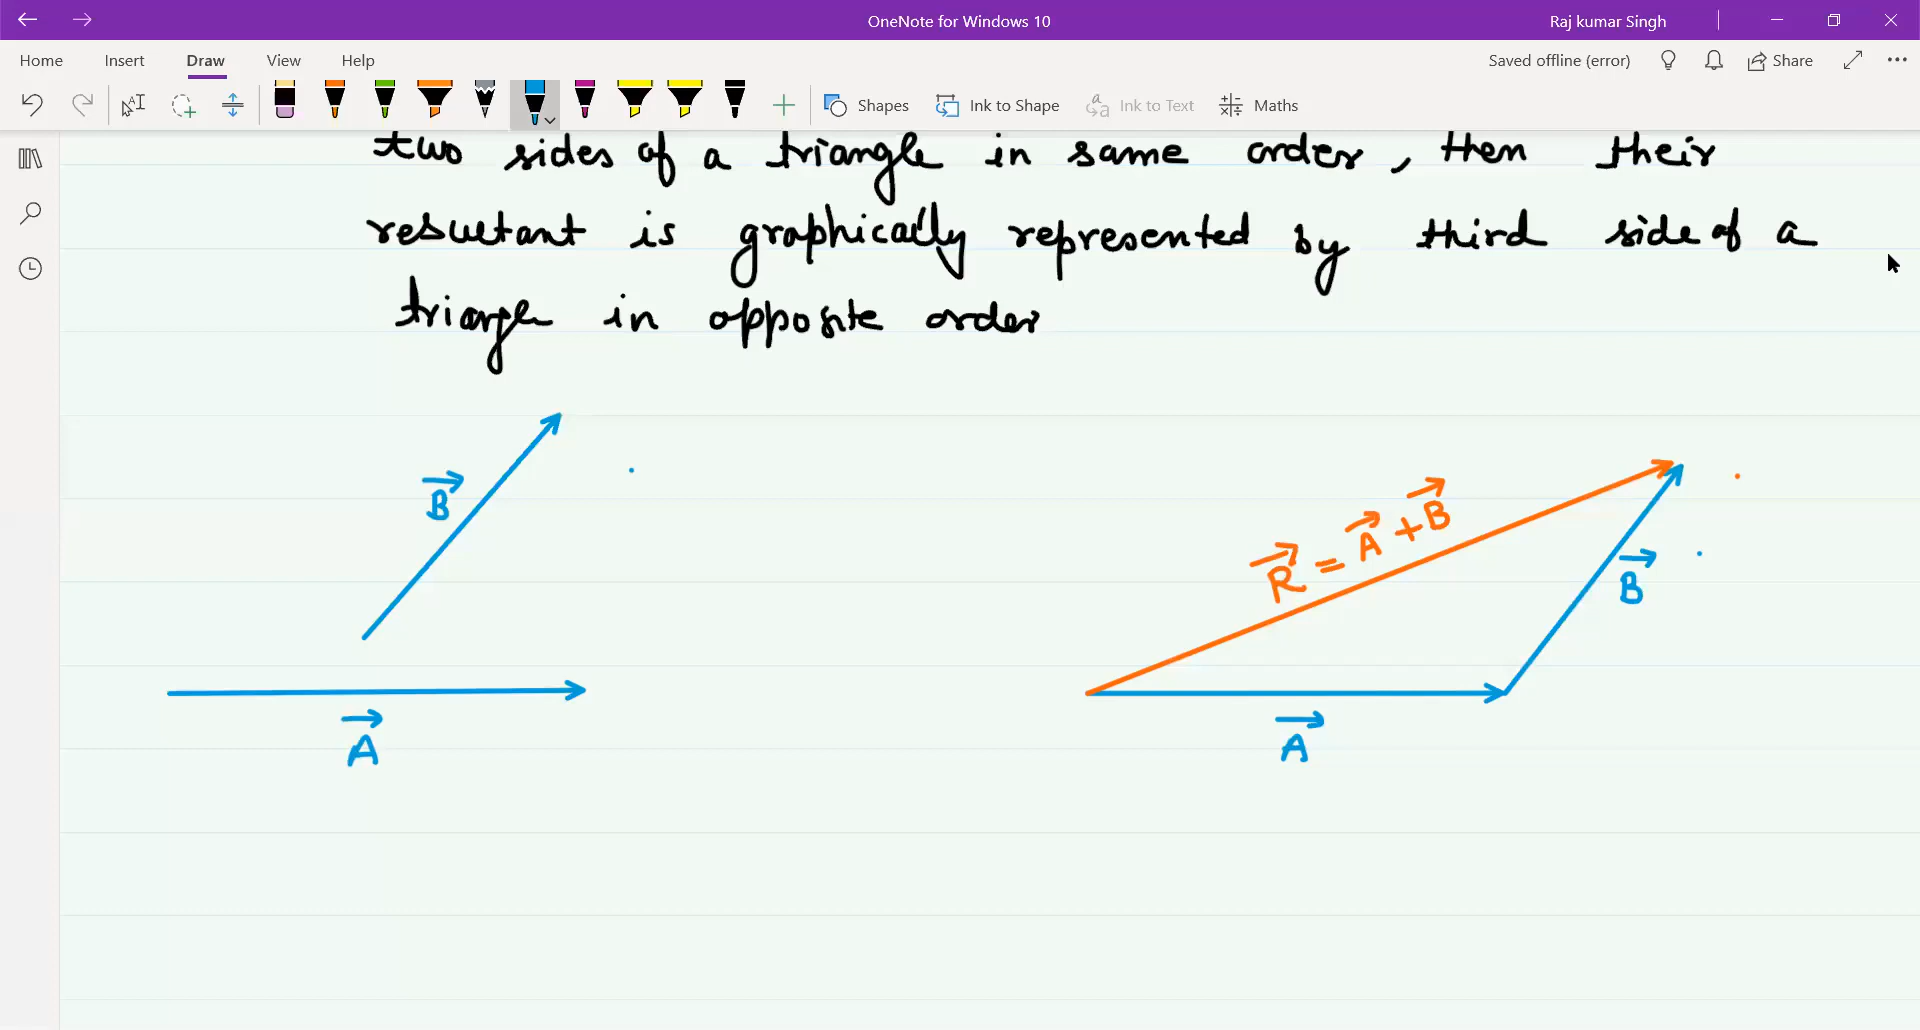 OneNote for Windows 10
Raj kumar Singh
Home Insert Draw View Help
Saved offline (error) Share
Shapes Ink to Shape Ink to Text Maths
two sides of a triangle in same order, then their
resultant is graphically represented by third side of a
triangle in opposite order
B⃗
A⃗
R⃗ = A⃗ + B⃗
B⃗
A⃗